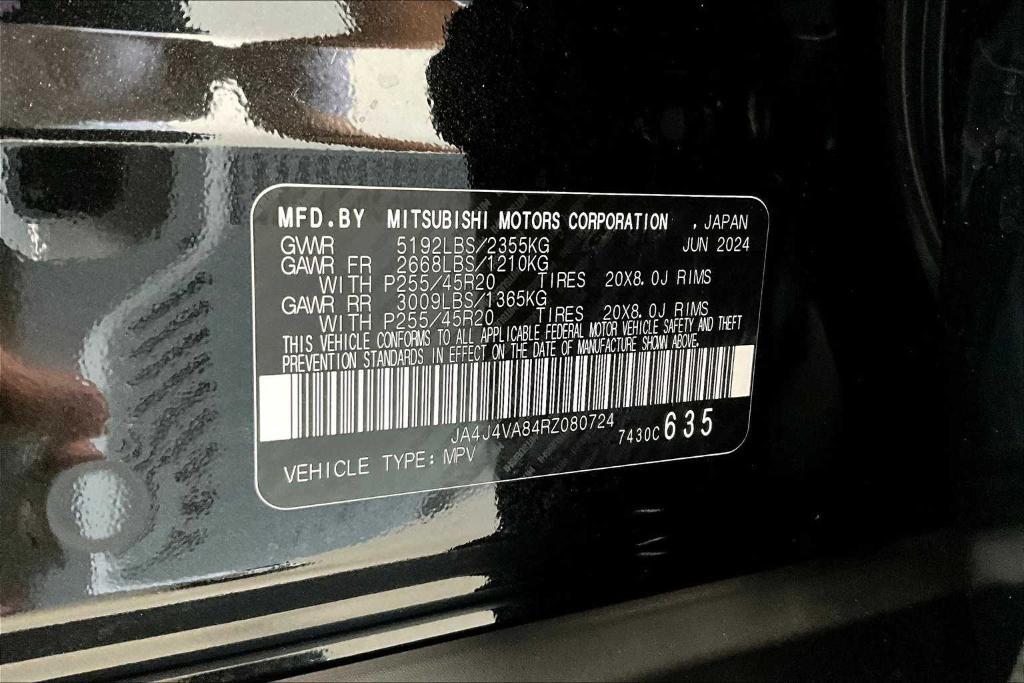 MFD.BY MITSUBISHI MOTORS CORPORATION , JAPAN
GVWR 5192LBS/2355KG JUN 2024
GAWR FR 2668LBS/1210KG
WITH P255/45R20 TIRES 20X8.0J RIMS
GAWR RR 3009LBS/1365KG
WITH P255/45R20 TIRES 20X8.0J RIMS
THIS VEHICLE CONFORMS TO ALL APPLICABLE FEDERAL MOTOR VEHICLE SAFETY AND THEFT
PREVENTION STANDARDS IN EFFECT ON THE DATE OF MANUFACTURE SHOWN ABOVE.
JA4J4VA84RZ080724
7430C 635
VEHICLE TYPE: MPV